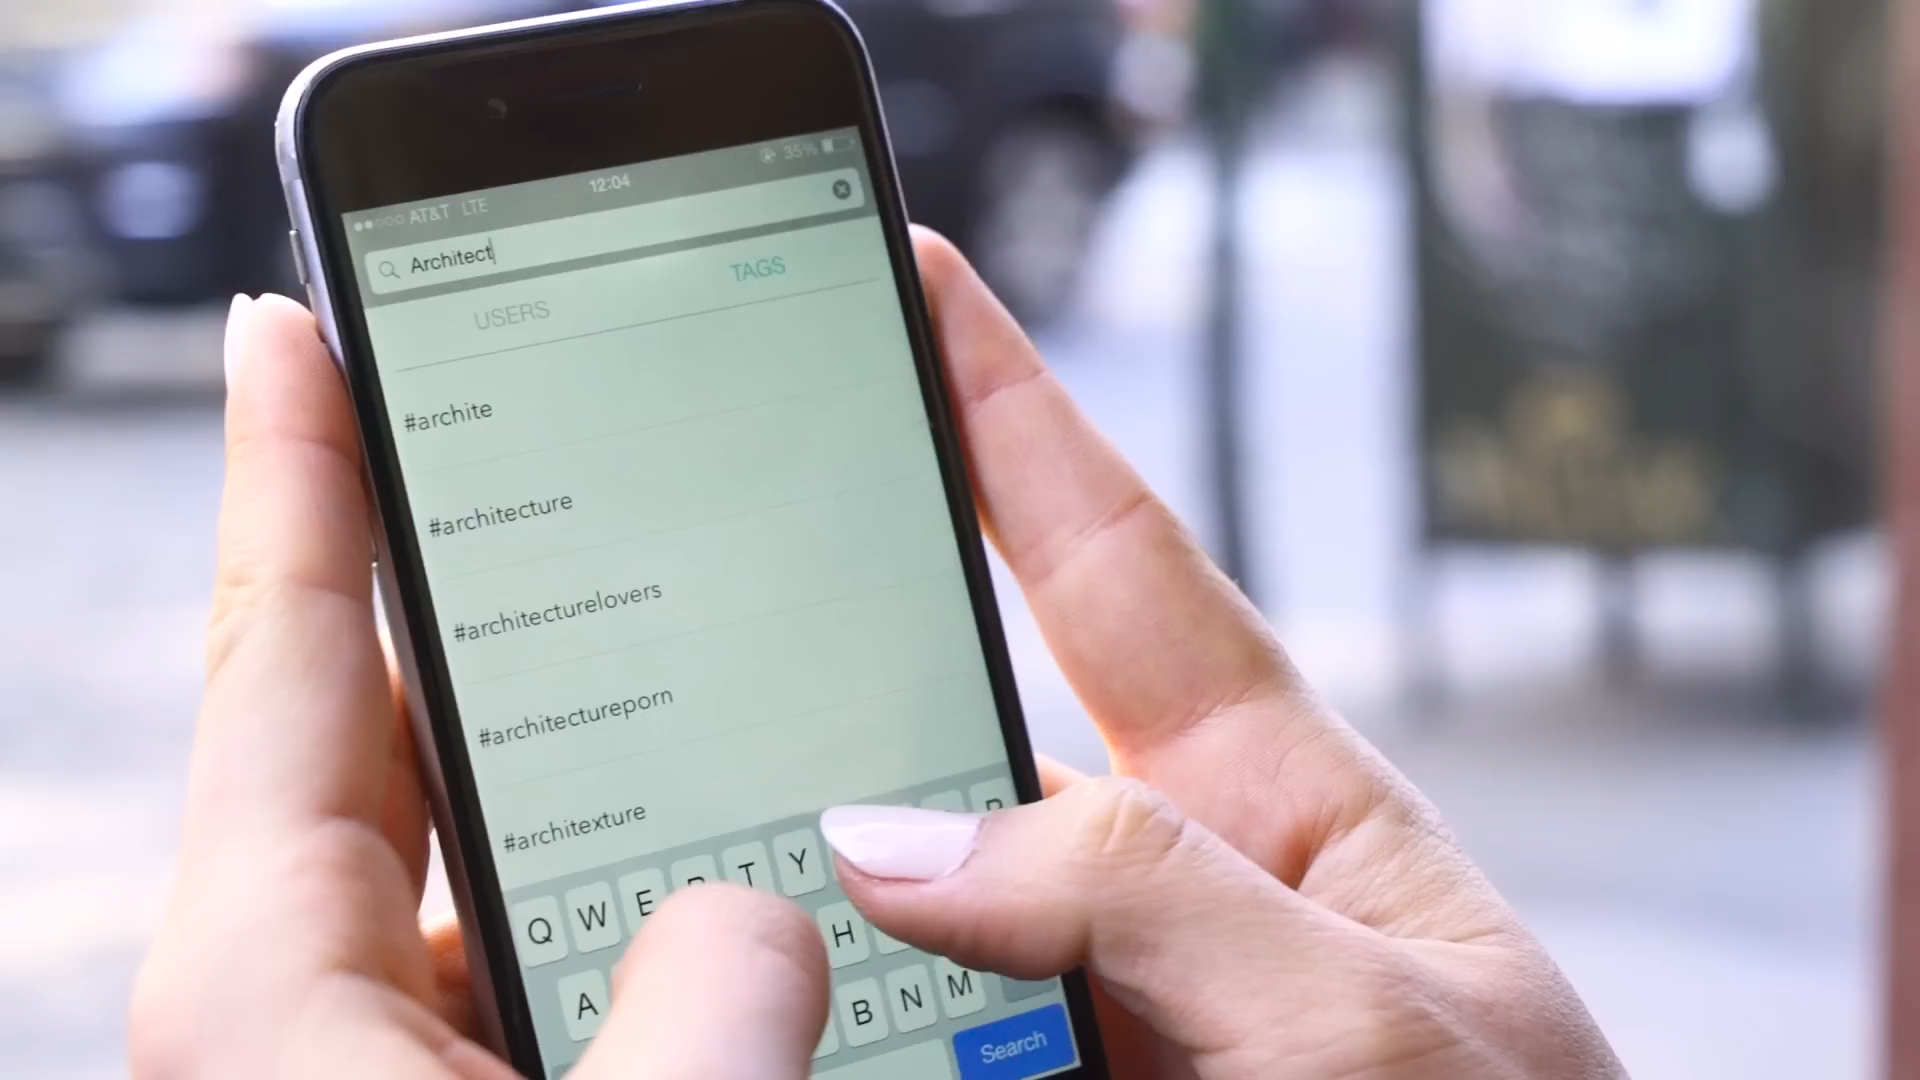 AT&T LTE 12:04 35%
Architect
USERS TAGS
#archite
#architecture
#architecturelovers
#architectureporn
#architexture
Q W E R T Y P
A H
B N M
Search